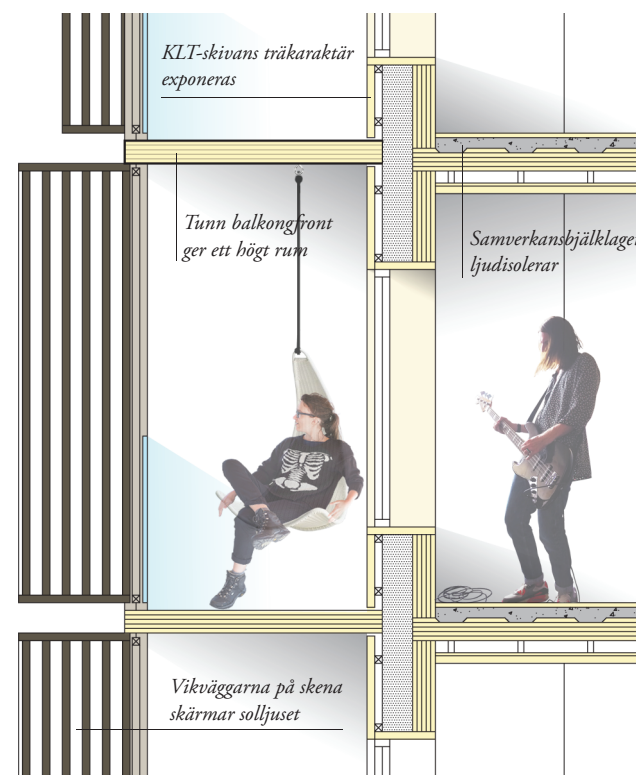 KLT-skivans träkaraktär
exponeras
Tunn balkongfront
ger ett högt rum
Samverkansbjälklaget
ljudisolerar
Vikväggarna på skena
skärmar solljuset